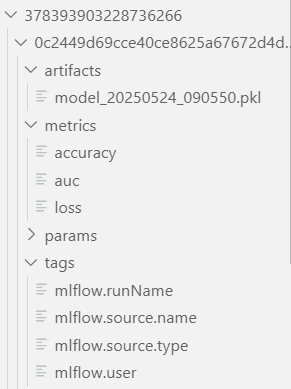 378393903228736266
0c2449d69cce40ce8625a67672d4d...
artifacts
model_20250524_090550.pkl
metrics
accuracy
auc
loss
params
tags
mlflow.runName
mlflow.source.name
mlflow.source.type
mlflow.user